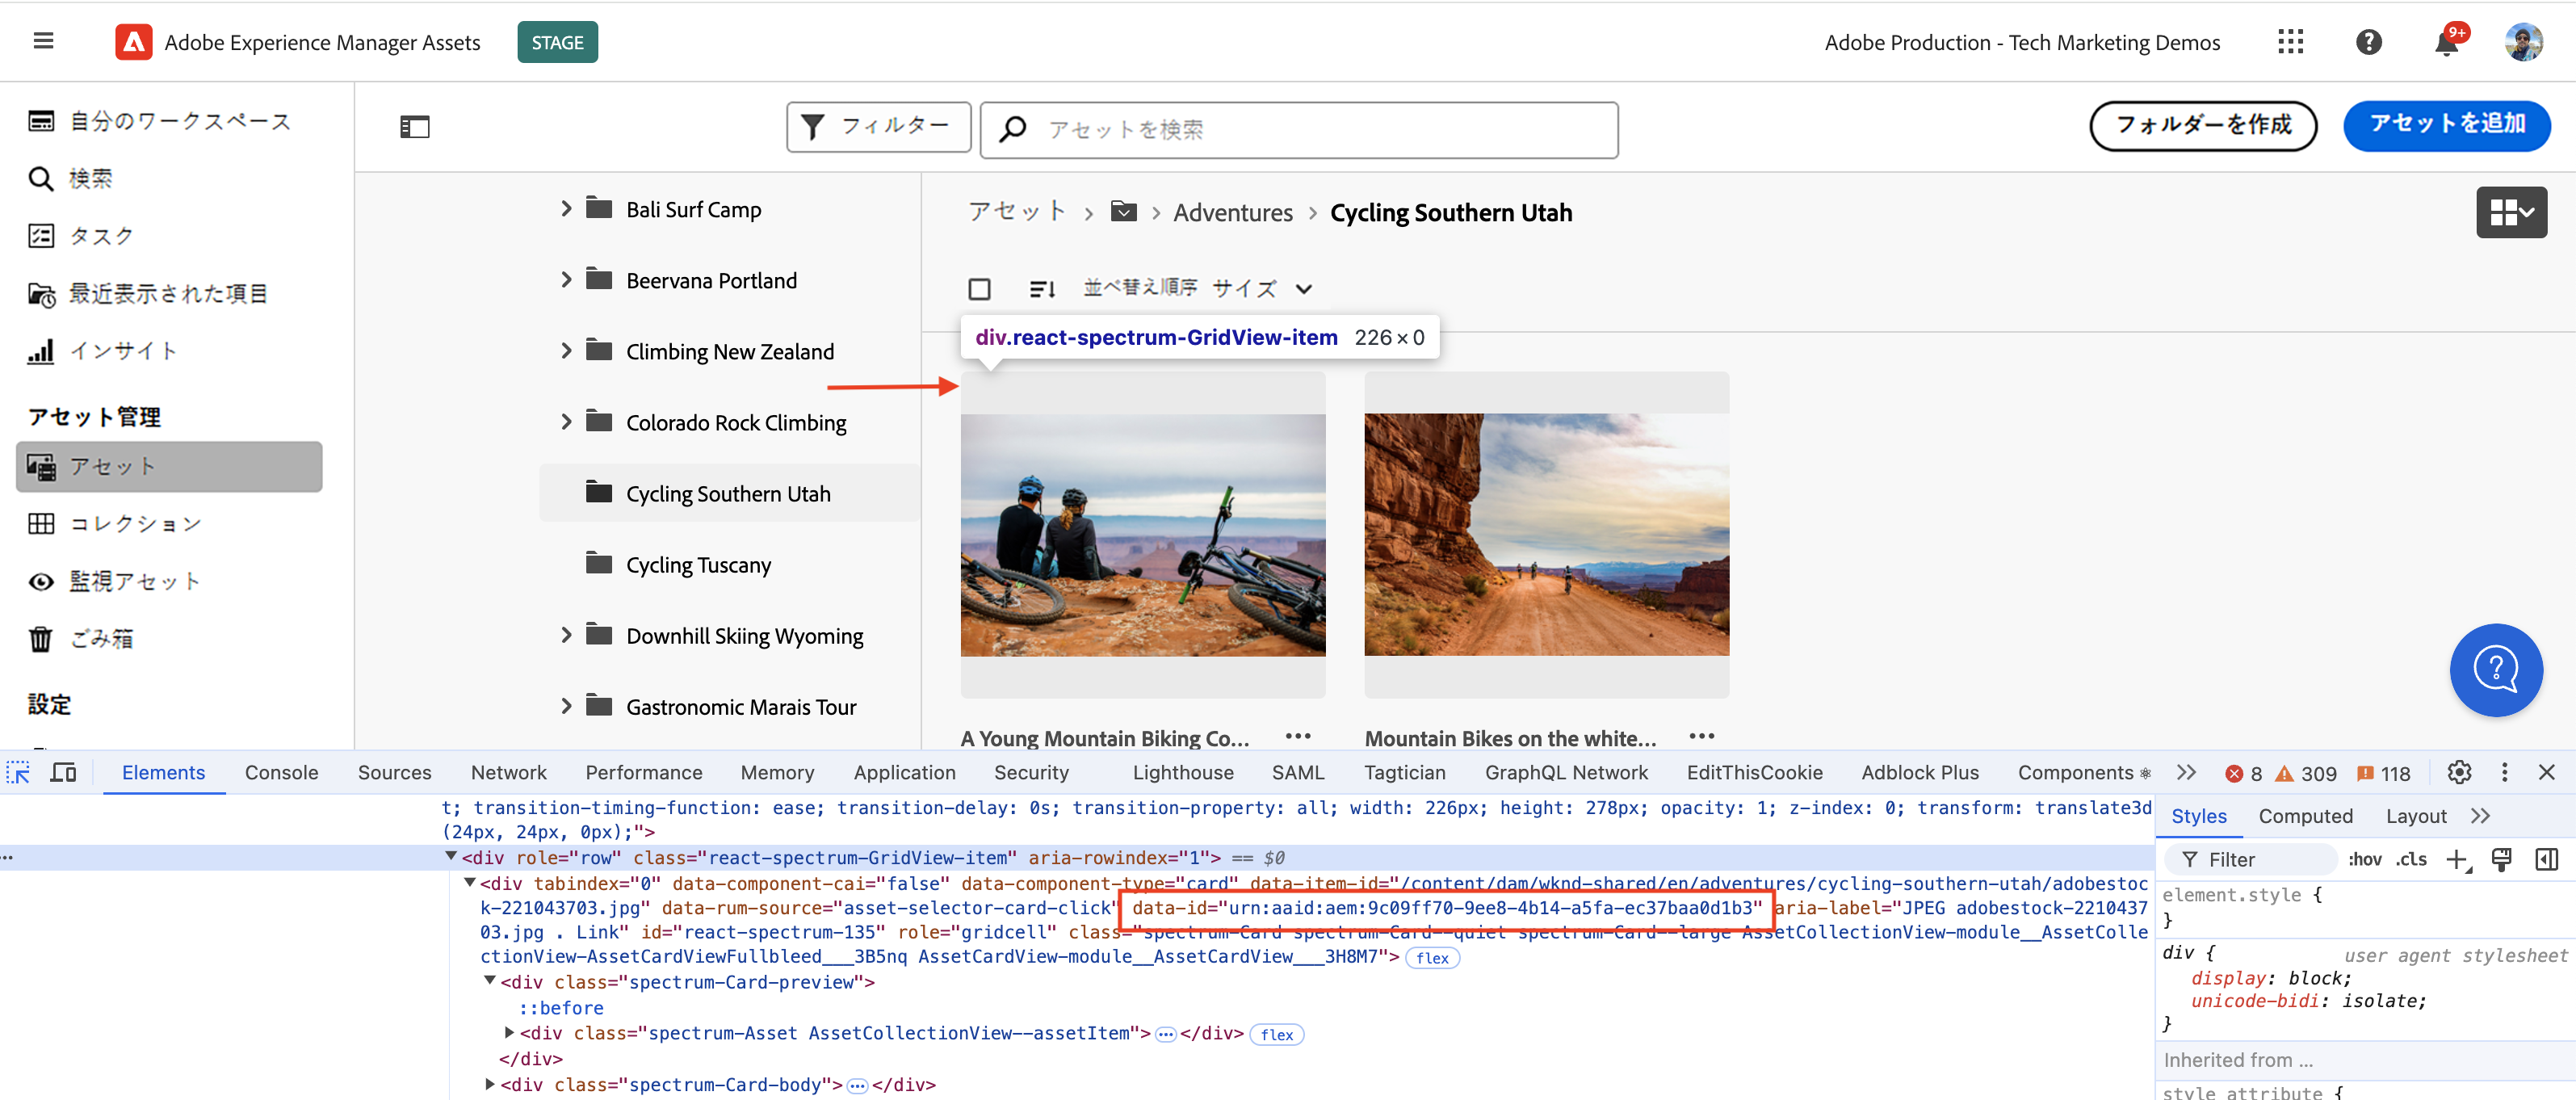 Adobe Experience Manager Assets
STAGE
Adobe Production - Tech Marketing Demos
9+
自分のワークスペース
検索
タスク
最近表示された項目
インサイト
アセット管理
アセット
コレクション
監視アセット
ごみ箱
設定
フィルター
アセットを検索
フォルダーを作成
アセットを追加
Bali Surf Camp
Beervana Portland
Climbing New Zealand
Colorado Rock Climbing
Cycling Southern Utah
Cycling Tuscany
Downhill Skiing Wyoming
Gastronomic Marais Tour
アセット > Adventures > Cycling Southern Utah
並べ替え順序 サイズ
div.react-spectrum-GridView-item 226 × 0
A Young Mountain Biking Co...
Mountain Bikes on the white...
Elements Console Sources Network Performance Memory Application Security Lighthouse SAML Tagtician GraphQL Network EditThisCookie Adblock Plus Components 8 309 118
t; transition-timing-function: ease; transition-delay: 0s; transition-property: all; width: 226px; height: 278px; opacity: 1; z-index: 0; transform: translate3d
(24px, 24px, 0px);">
<div role="row" class="react-spectrum-GridView-item" aria-rowindex="1"> == $0
<div tabindex="0" data-component-cai="false" data-component-type="card" data-item-id="/content/dam/wknd-shared/en/adventures/cycling-southern-utah/adobestoc
k-221043703.jpg" data-rum-source="asset-selector-card-click" data-id="urn:aaid:aem:9c09ff70-9ee8-4b14-a5fa-ec37baa0d1b3" aria-label="JPEG adobestock-2210437
03.jpg . Link" id="react-spectrum-135" role="gridcell" class="spectrum-Card spectrum-Card--quiet spectrum-Card--large AssetCollectionView-module__AssetColle
ctionView-AssetCardViewFullbleed___3B5nq AssetCardView-module__AssetCardView___3H8M7"> flex
<div class="spectrum-Card-preview">
::before
<div class="spectrum-Asset AssetCollectionView--assetItem"> ... </div> flex
</div>
<div class="spectrum-Card-body"> ... </div>
Styles Computed Layout
Filter :hov .cls
element.style {
}
div { user agent stylesheet
display: block;
unicode-bidi: isolate;
}
Inherited from ...
style attribute {